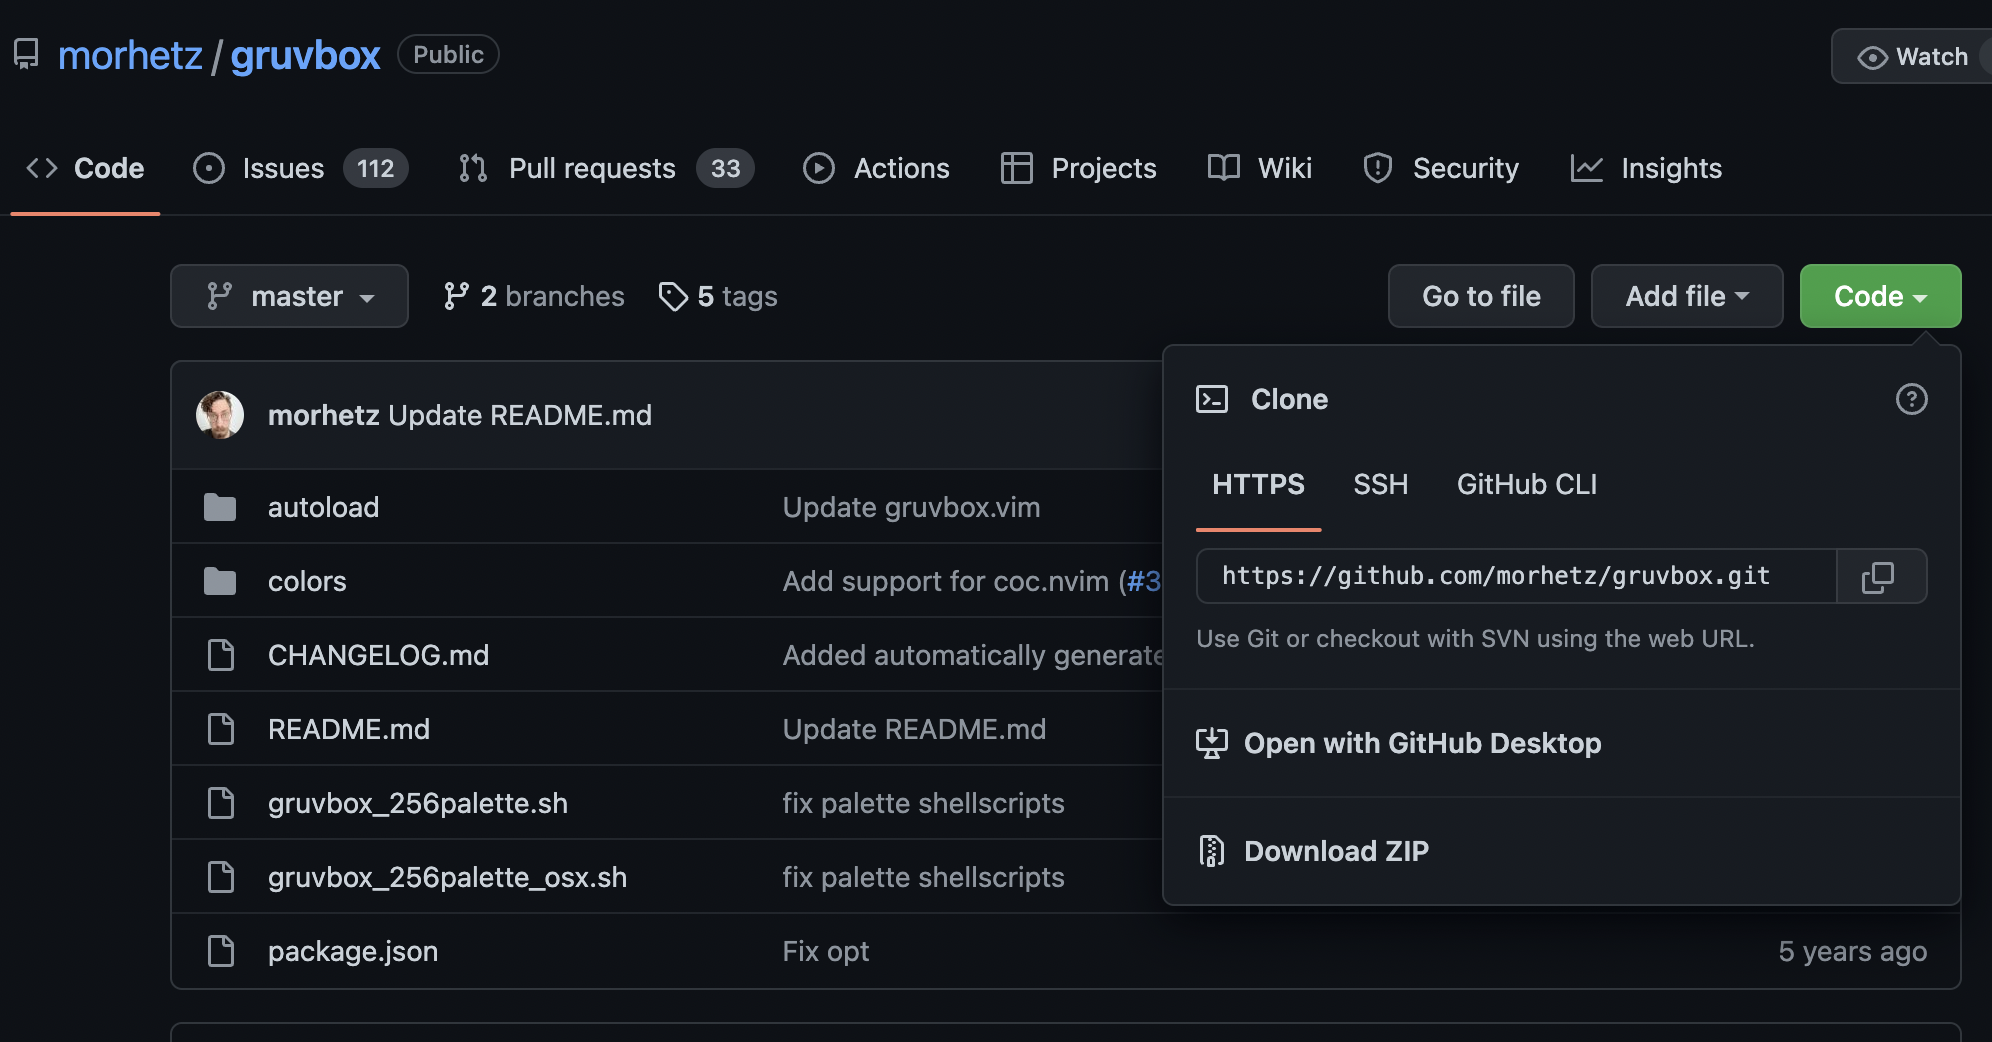 morhetz / gruvbox Public
Watch
Code Issues 112 Pull requests 33 Actions Projects Wiki Security Insights
master 2 branches 5 tags Go to file Add file Code
morhetz Update README.md
autoload Update gruvbox.vim
colors Add support for coc.nvim (#3
CHANGELOG.md Added automatically generate
README.md Update README.md
gruvbox_256palette.sh fix palette shellscripts
gruvbox_256palette_osx.sh fix palette shellscripts
package.json Fix opt 5 years ago
Clone
HTTPS SSH GitHub CLI
https://github.com/morhetz/gruvbox.git
Use Git or checkout with SVN using the web URL.
Open with GitHub Desktop
Download ZIP